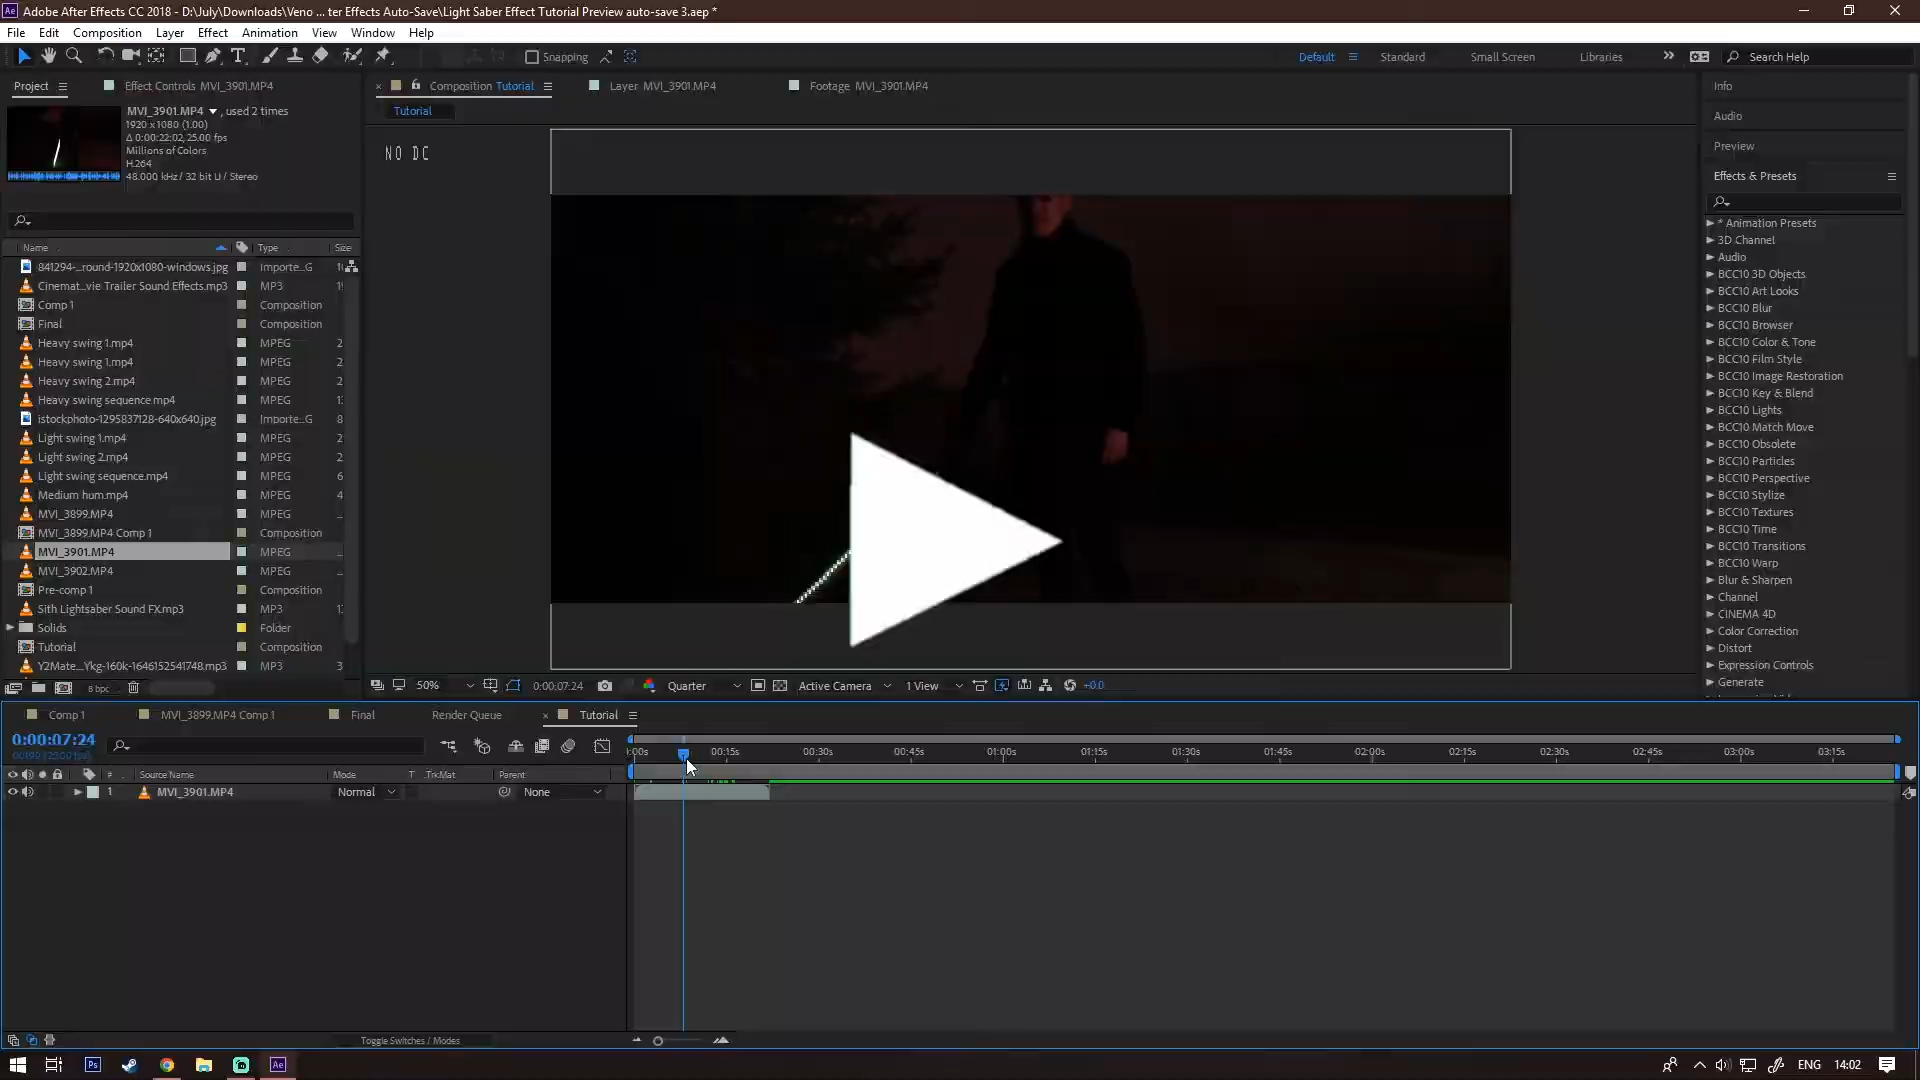 Adobe After Effects CC 2018 - D:\July\Downloads\Veno ... ter Effects Auto-Save\Light Saber Effect Tutorial Preview auto-save 3.aep *
File Edit Composition Layer Effect Animation View Window Help
Snapping Default Standard Small Screen Libraries Search Help
Project Effect Controls MVI_3901.MP4 Composition Tutorial Layer MVI_3901.MP4 Footage MVI_3901.MP4 Info
MVI_3901.MP4 , used 2 times Tutorial Audio
1920 x 1080 (1.00)
Δ 0:00:22:02, 25.00 fps
Millions of Colors NO DC Preview
H.264
48.000 kHz / 32 bit U / Stereo Effects & Presets
* Animation Presets
Name Type Size 3D Channel
841294-...round-1920x1080-windows.jpg Importe...G Audio
Cinemat...vie Trailer Sound Effects.mp3 MP3 BCC10 3D Objects
Comp 1 Composition BCC10 Art Looks
Final Composition BCC10 Blur
Heavy swing 1.mp4 MPEG 2 BCC10 Browser
Heavy swing 1.mp4 MPEG 2 BCC10 Color & Tone
Heavy swing 2.mp4 MPEG 2 BCC10 Film Style
Heavy swing sequence.mp4 MPEG BCC10 Image Restoration
istockphoto-1295837128-640x640.jpg Importe...G 8 BCC10 Key & Blend
Light swing 1.mp4 MPEG 2 BCC10 Lights
Light swing 2.mp4 MPEG 2 BCC10 Match Move
Light swing sequence.mp4 MPEG 6 BCC10 Obsolete
Medium hum.mp4 MPEG 4 BCC10 Particles
MVI_3899.MP4 MPEG ... BCC10 Perspective
MVI_3899.MP4 Comp 1 Composition BCC10 Stylize
MVI_3901.MP4 MPEG ... BCC10 Textures
MVI_3902.MP4 MPEG ... BCC10 Time
Pre-comp 1 Composition BCC10 Transitions
Sith Lightsaber Sound FX.mp3 MP3 BCC10 Warp
Solids Folder Blur & Sharpen
Tutorial Composition Channel
Y2Mate...Ykg-160k-1646152541748.mp3 MP3 3 CINEMA 4D
Color Correction
Distort
Expression Controls
Generate
8 bpc 50% 0:00:07:24 Quarter Active Camera 1 View +0.0
Comp 1 MVI_3899.MP4 Comp 1 Final Render Queue Tutorial
0:00:07:24
:00s 00:15s 00:30s 00:45s 01:00s 01:15s 01:30s 01:45s 02:00s 02:15s 02:30s 02:45s 03:00s 03:15s
# Source Name Mode T .TrkMat Parent
1 MVI_3901.MP4 Normal None
Toggle Switches / Modes
ENG 14:02